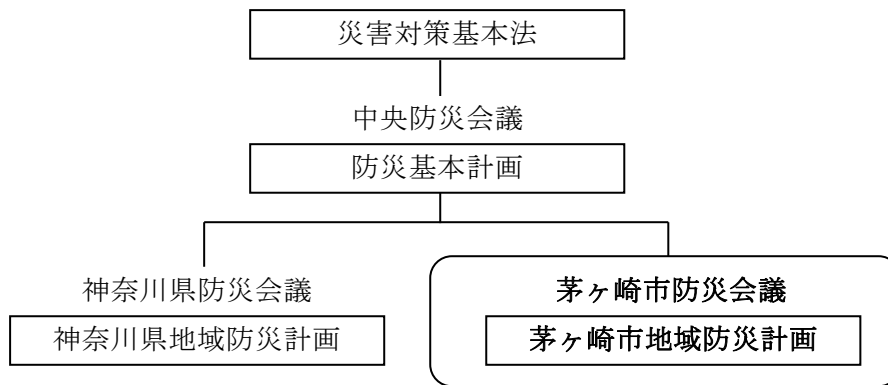 災害対策基本法
中央防災会議
防災基本計画
神奈川県防災会議
神奈川県地域防災計画
茅ヶ崎市防災会議
茅ヶ崎市地域防災計画